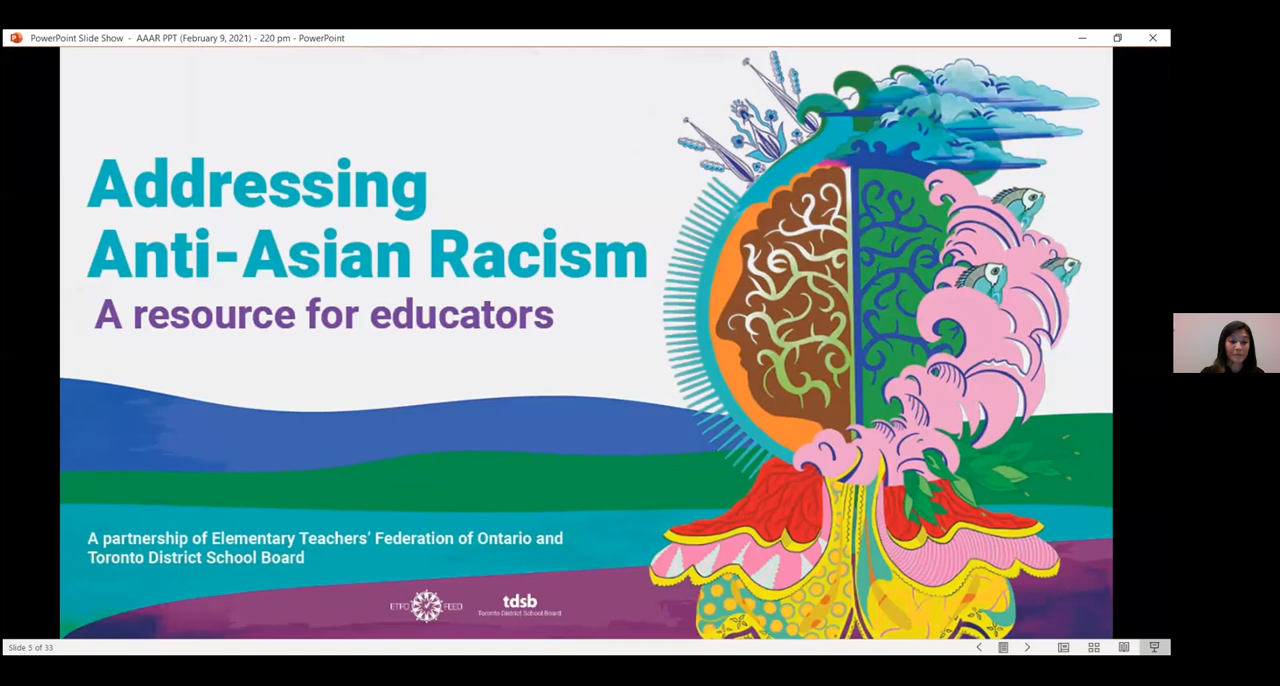 PowerPoint Slide Show - AAAR PPT (February 9, 2021) - 220 pm - PowerPoint
Addressing
Anti-Asian Racism
A resource for educators
A partnership of Elementary Teachers' Federation of Ontario and
Toronto District School Board
ETFO FEEO
tdsb
Toronto District School Board
Slide 5 of 33